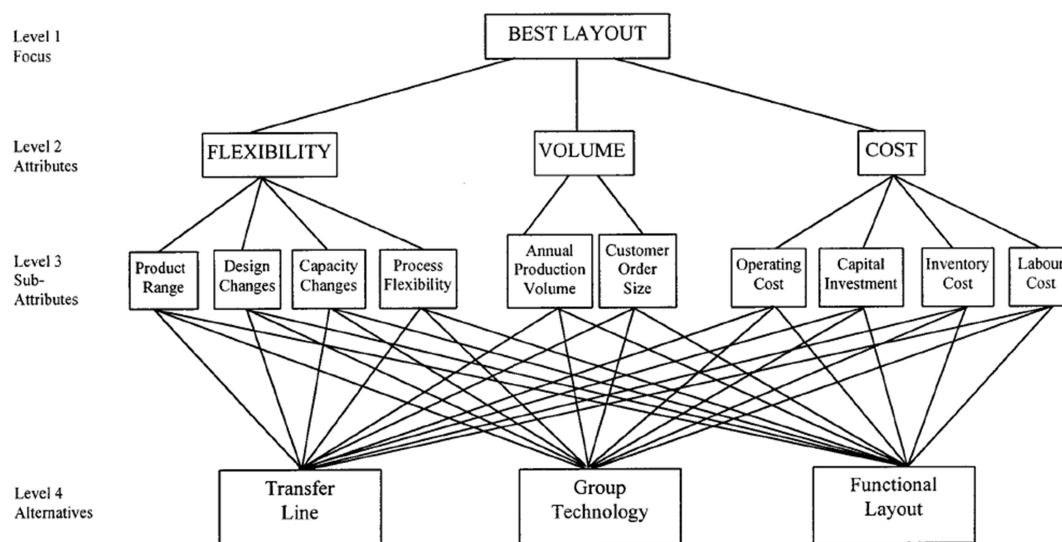 Level 1
Focus
BEST LAYOUT
Level 2
Attributes
FLEXIBILITY
VOLUME
COST
Level 3
Sub-
Attributes
Product
Range
Design
Changes
Capacity
Changes
Process
Flexibility
Annual
Production
Volume
Customer
Order
Size
Operating
Cost
Capital
Investment
Inventory
Cost
Labour
Cost
Level 4
Alternatives
Transfer
Line
Group
Technology
Functional
Layout